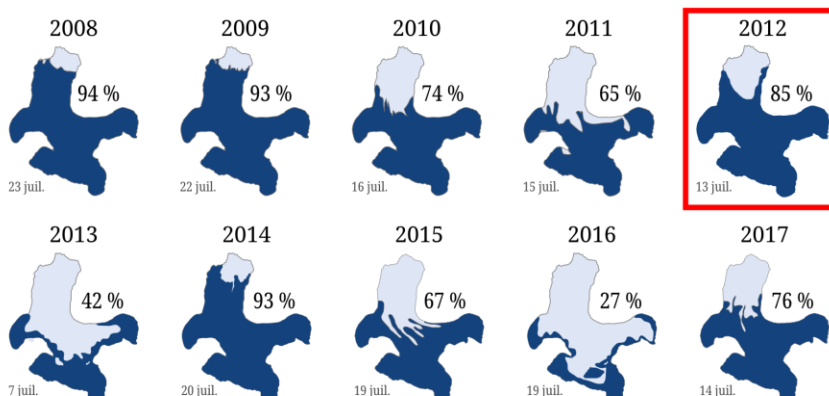 2008 2009 2010 2011 2012
94 % 93 % 74 % 65 % 85 %
23 juil. 22 juil. 16 juil. 15 juil. 13 juil.
2013 2014 2015 2016 2017
42 % 93 % 67 % 27 % 76 %
7 juil. 20 juil. 19 juil. 19 juil. 14 juil.